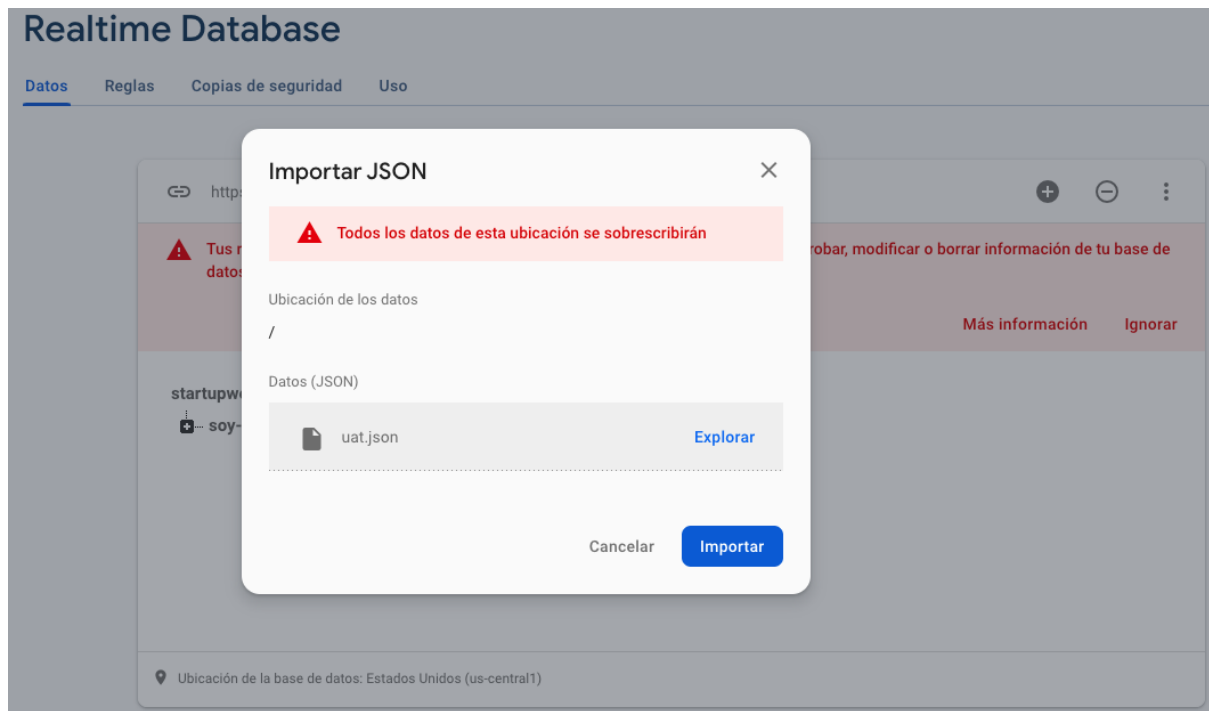 Realtime Database
Datos Reglas Copias de seguridad Uso
Importar JSON
Todos los datos de esta ubicación se sobrescribirán
Tus
robar, modificar o borrar información de tu base de
datos
Más información Ignorar
Ubicación de los datos
/
Datos (JSON)
uat.json Explorar
soy-
Cancelar Importar
Ubicación de la base de datos: Estados Unidos (us-central1)